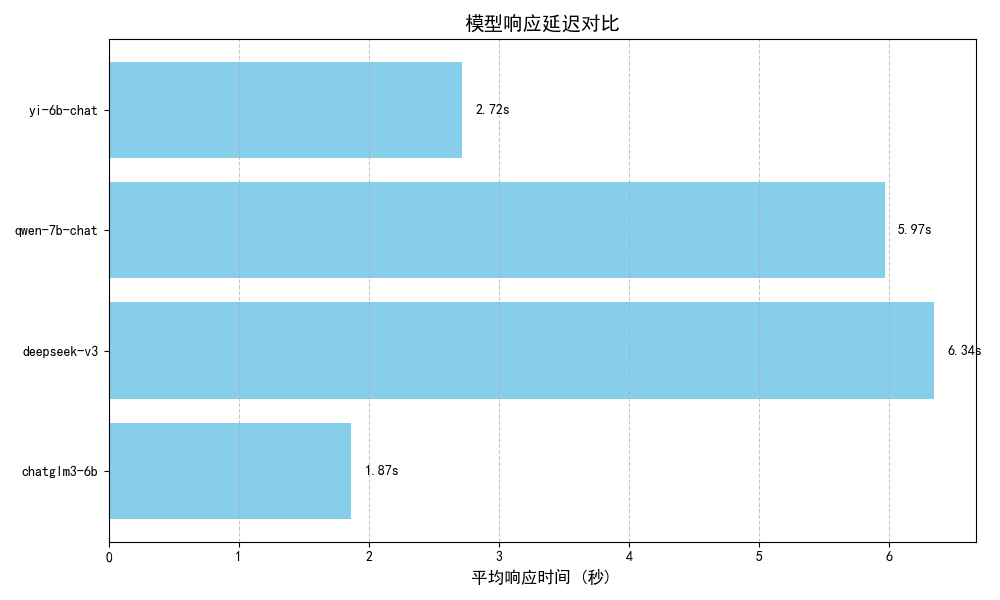 模型响应延迟对比
yi-6b-chat
2.72s
qwen-7b-chat
5.97s
deepseek-v3
6.34s
chatglm3-6b
1.87s
0 1 2 3 4 5 6
平均响应时间 (秒)